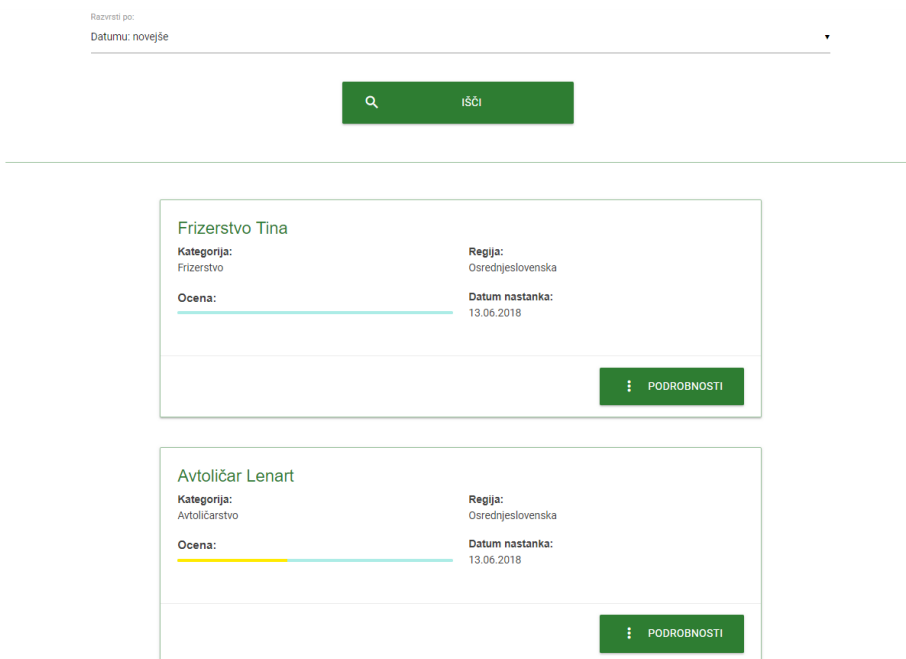 Razvrsti po:
Datumu: novejše
IŠČI
Frizerstvo Tina
Kategorija:
Frizerstvo
Regija:
Osrednjeslovenska
Ocena:
Datum nastanka:
13.06.2018
PODROBNOSTI
Avtoličar Lenart
Kategorija:
Avtoličarstvo
Regija:
Osrednjeslovenska
Ocena:
Datum nastanka:
13.06.2018
PODROBNOSTI